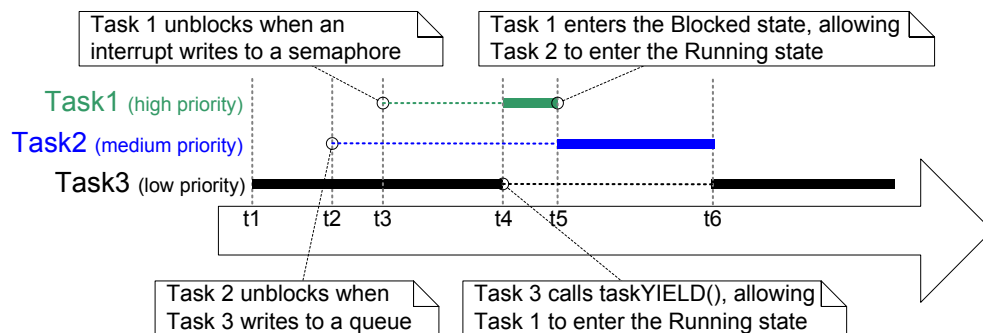 Task 1 unblocks when an
interrupt writes to a semaphore
Task 1 enters the Blocked state, allowing
Task 2 to enter the Running state
Task1 (high priority)
Task2 (medium priority)
Task3 (low priority)
t1 t2 t3 t4 t5 t6
Task 2 unblocks when
Task 3 writes to a queue
Task 3 calls taskYIELD(), allowing
Task 1 to enter the Running state